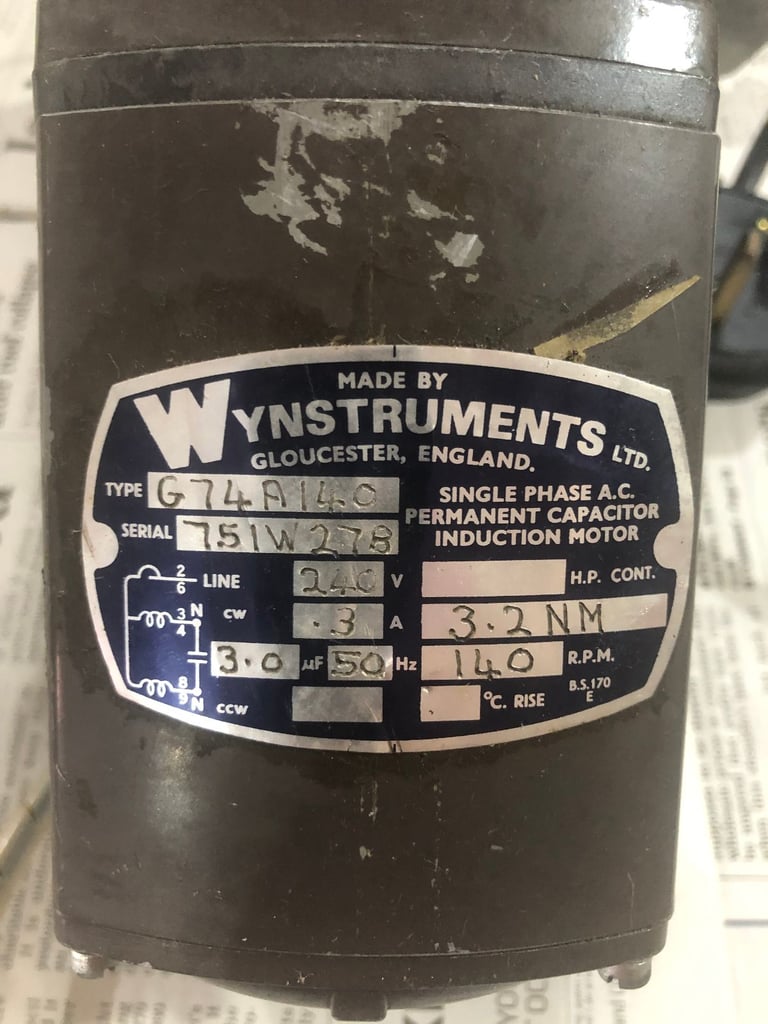 MADE BY
WYNSTRUMENTS LTD.
GLOUCESTER, ENGLAND.
TYPE G74A140
SERIAL 751W278
SINGLE PHASE A.C.
PERMANENT CAPACITOR
INDUCTION MOTOR
2
6 LINE 240 V H.P. CONT.
3 N
4 CW .3 A 3.2 NM
3.0 µF 50 Hz 140 R.P.M.
8
9 N CCW °C. RISE B.S.170
E